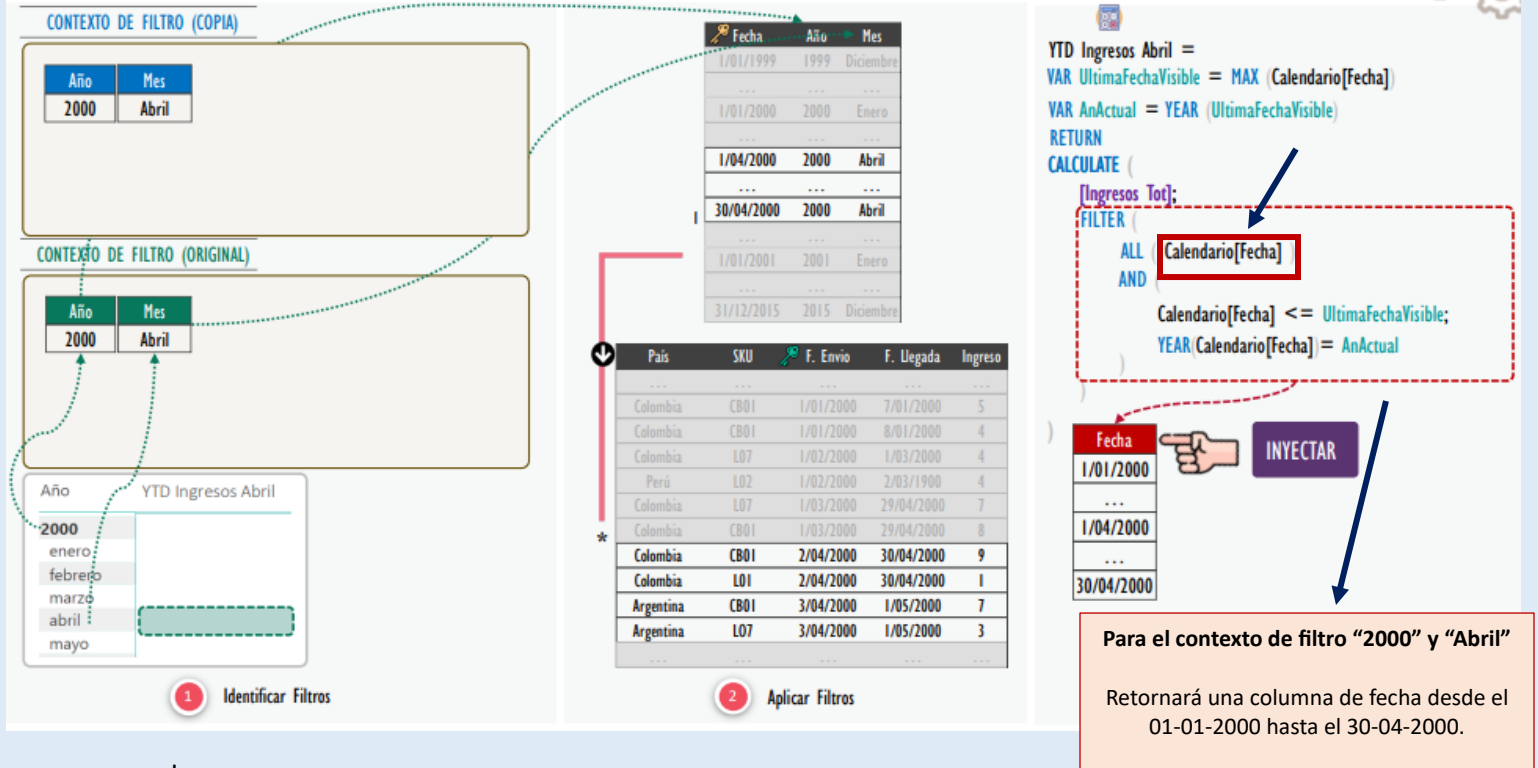 CONTEXTO DE FILTRO (COPIA)
Año Mes
2000 Abril
CONTEXTO DE FILTRO (ORIGINAL)
Año Mes
2000 Abril
Año YTD Ingresos Abril
2000
enero
febrero
marzo
abril
mayo
1 Identificar Filtros
Fecha Año Mes
1/01/1999 1999 Diciembre
... ... ...
1/01/2000 2000 Enero
... ... ...
1/04/2000 2000 Abril
... ... ...
30/04/2000 2000 Abril
... ... ...
1/01/2001 2001 Enero
... ... ...
31/12/2015 2015 Diciembre
1
*
País SKU F. Envio F. Llegada Ingreso
... ... ... ... ...
Colombia CB01 1/01/2000 7/01/2000 5
Colombia CB01 1/01/2000 8/01/2000 4
Colombia L07 1/02/2000 1/03/2000 4
Perú L02 1/02/2000 2/03/1900 4
Colombia L07 1/03/2000 29/04/2000 7
Colombia CB01 1/03/2000 29/04/2000 8
Colombia CB01 2/04/2000 30/04/2000 9
Colombia L01 2/04/2000 30/04/2000 1
Argentina CB01 3/04/2000 1/05/2000 7
Argentina L07 3/04/2000 1/05/2000 3
... ... ... ... ...
2 Aplicar Filtros
YTD Ingresos Abril =
VAR UltimaFechaVisible = MAX (Calendario[Fecha])
VAR AnActual = YEAR (UltimaFechaVisible)
RETURN
CALCULATE (
[Ingresos Tot];
FILTER (
ALL ( Calendario[Fecha] )
AND (
Calendario[Fecha] <= UltimaFechaVisible;
YEAR(Calendario[Fecha])= AnActual
)
)
)
Fecha
1/01/2000
...
1/04/2000
...
30/04/2000
INYECTAR
Para el contexto de filtro “2000” y “Abril”
Retornará una columna de fecha desde el
01-01-2000 hasta el 30-04-2000.